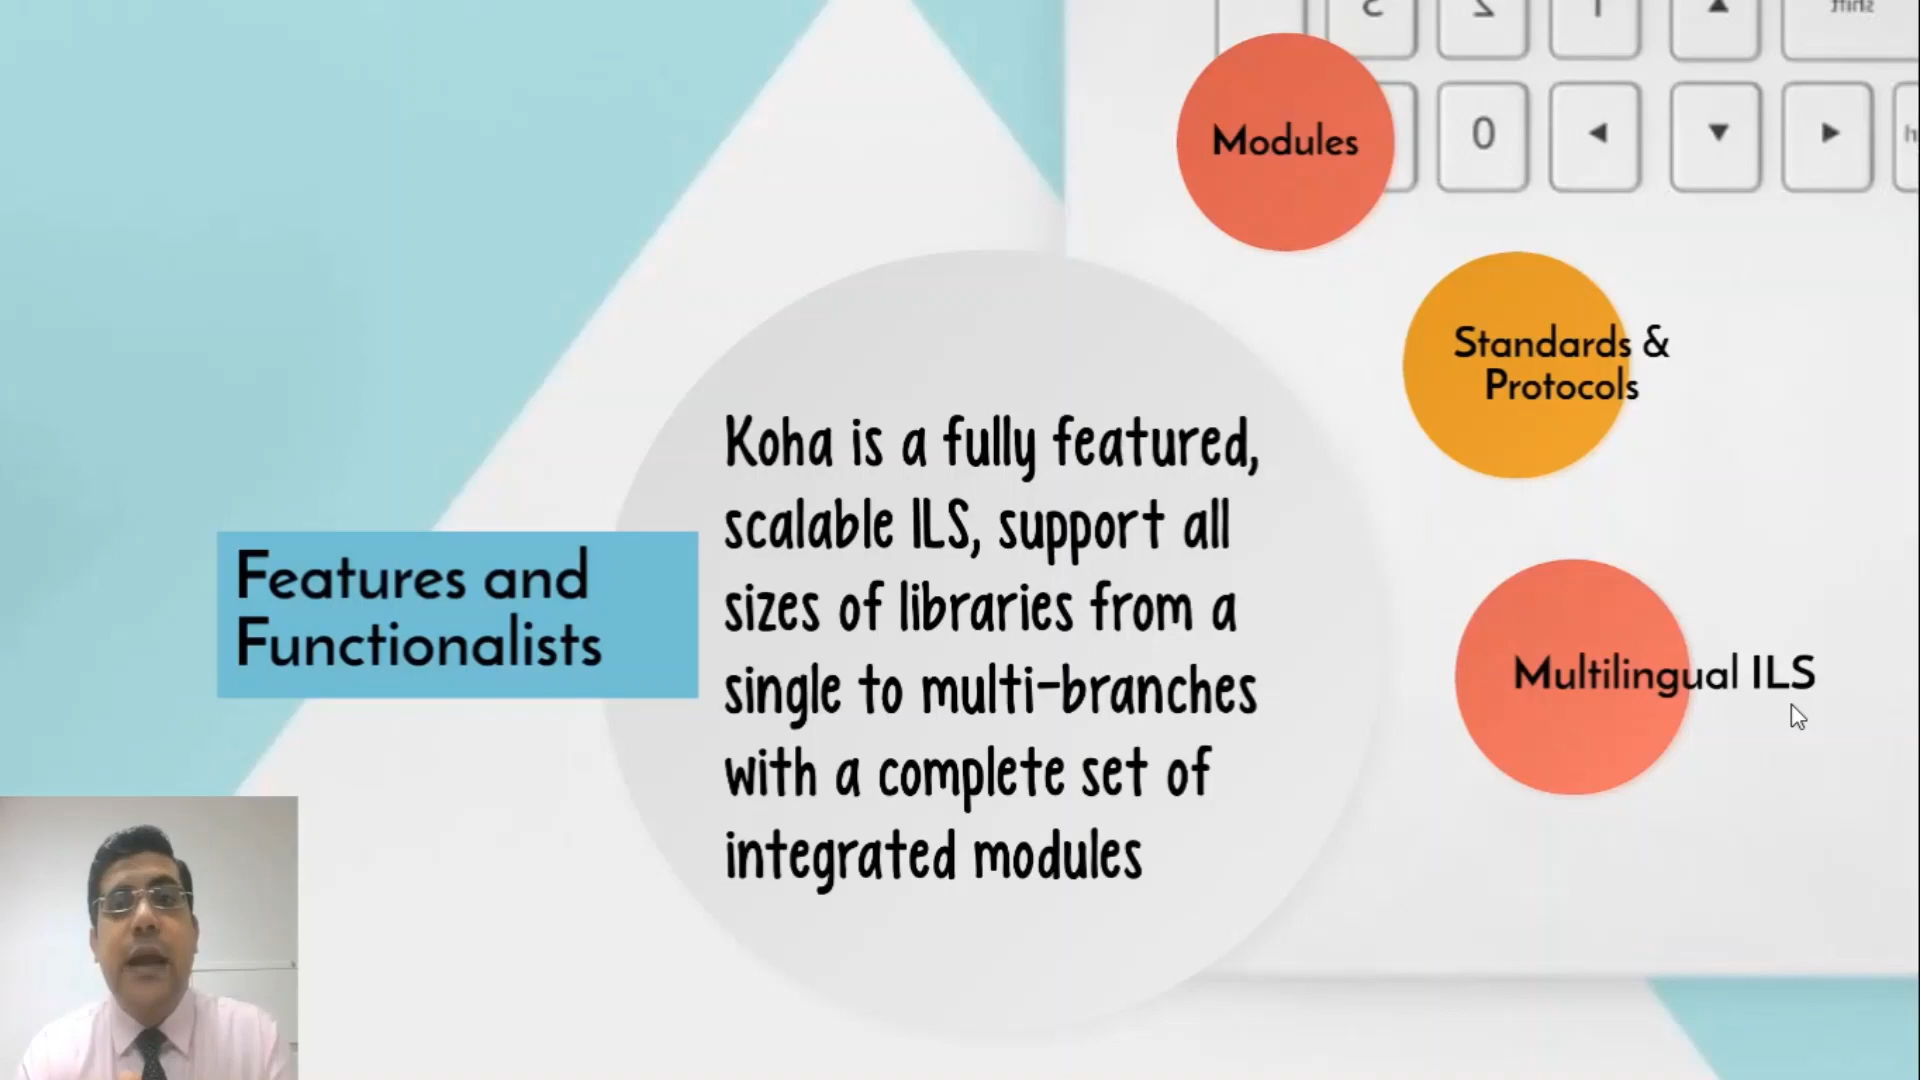 Modules
Standards &
Protocols
Koha is a fully featured,
scalable ILS, support all
sizes of libraries from a
single to multi-branches
with a complete set of
integrated modules
Features and
Functionalists
Multilingual ILS
0